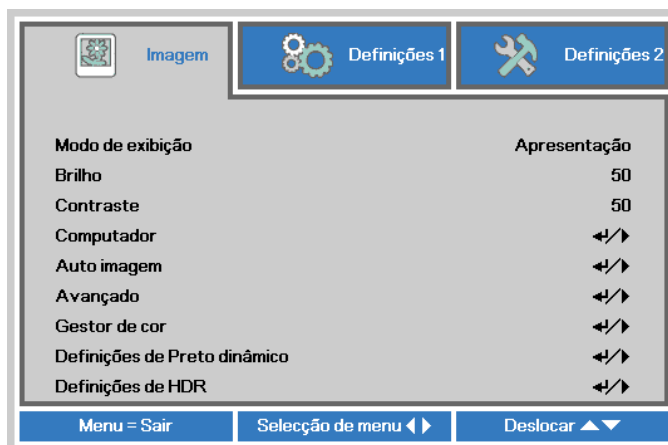 Imagem
Definições 1
Definições 2
Modo de exibição Apresentação
Brilho 50
Contraste 50
Computador ↵/▶
Auto imagem ↵/▶
Avançado ↵/▶
Gestor de cor ↵/▶
Definições de Preto dinâmico ↵/▶
Definições de HDR ↵/▶
Menu = Sair
Selecção de menu ◀▶
Deslocar ▲▼